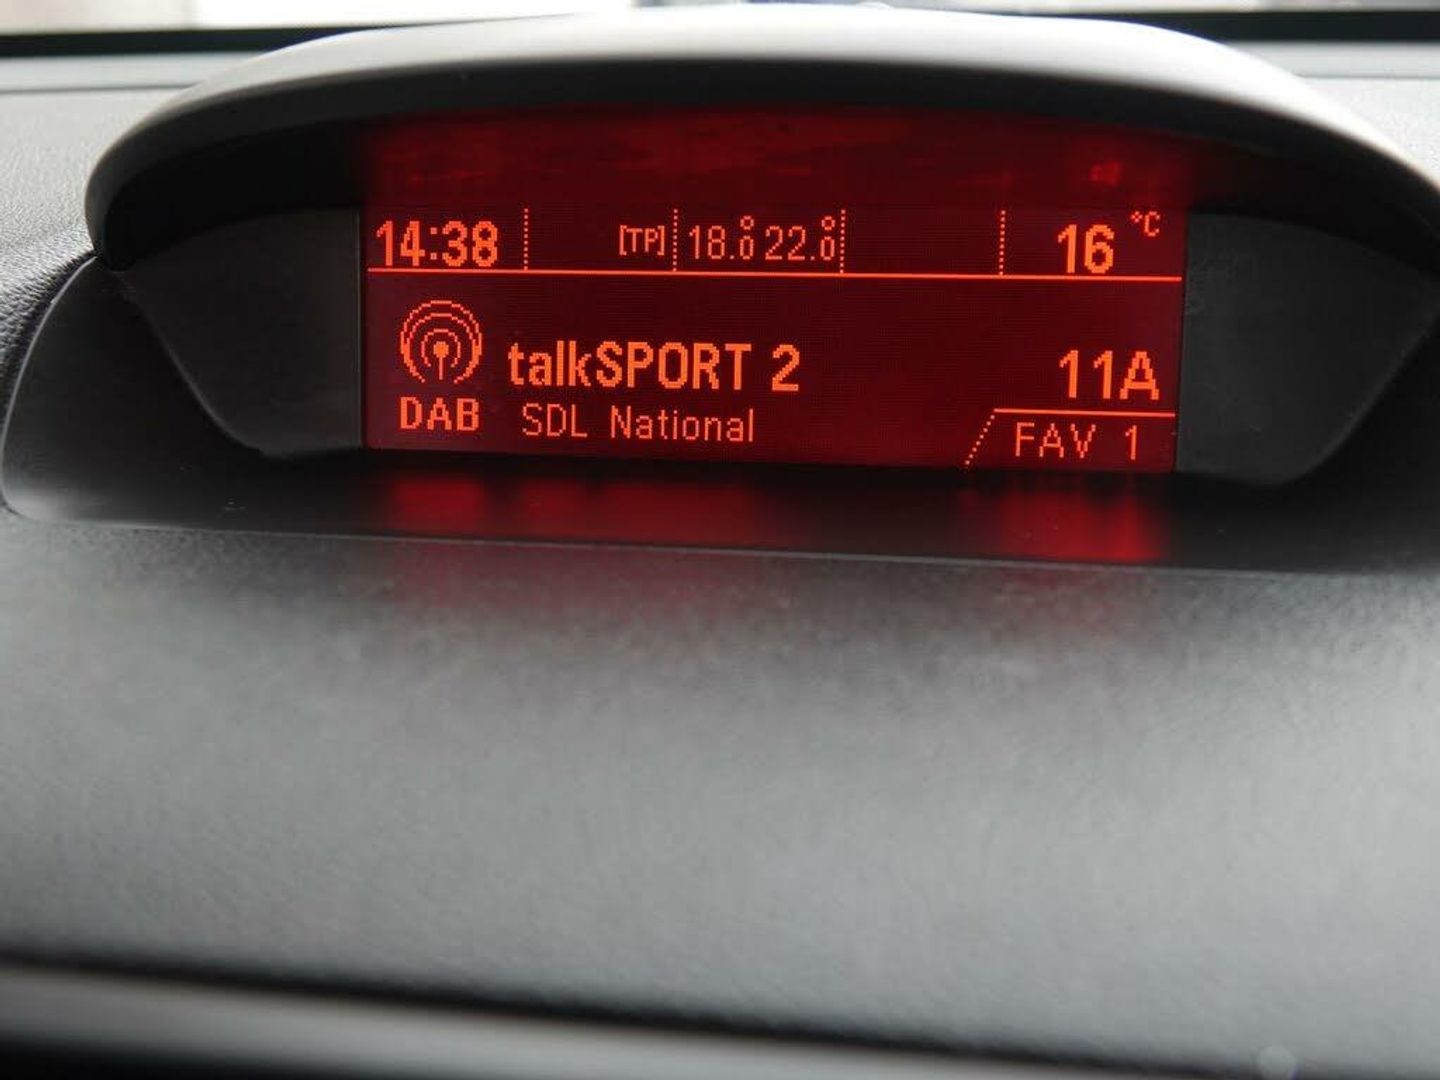 14:38 [TP] 18.0° 22.0° 16 °C
talkSPORT 2 11A
DAB SDL National FAV 1